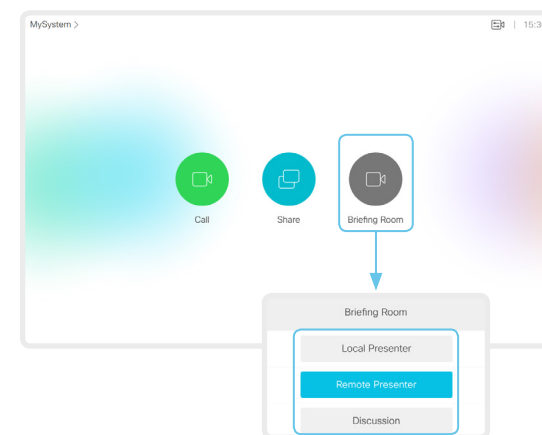 MySystem >
15:3
Call
Share
Briefing Room
Briefing Room
Local Presenter
Remote Presenter
Discussion